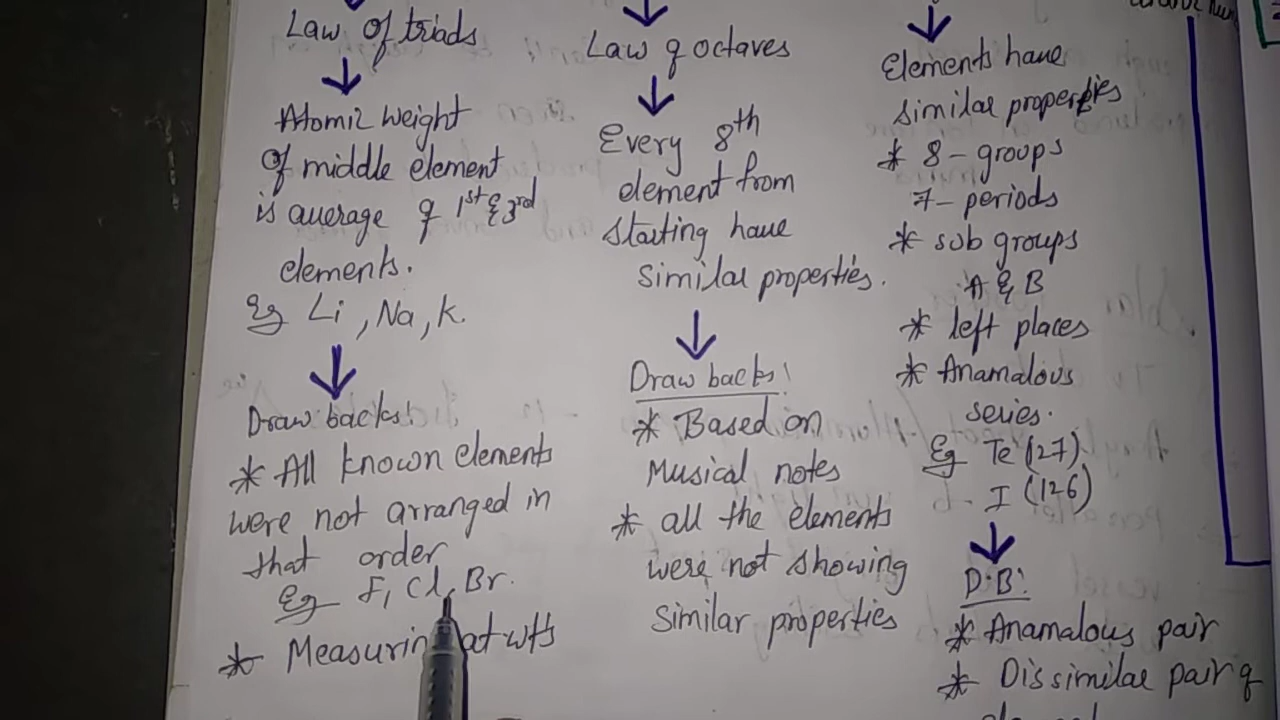 Law Of triads
Atomic weight
Of middle element
is average of 1st & 3rd
elements.
Eg Li, Na, K.
Draw backs!
* All known elements
were not arranged in
that order
Eg F, Cl, Br.
* Measuring at wts
Law of octaves
Every 8th
element from
starting have
similar properties.
Draw backs!
* Based on
Musical notes
* all the elements
were not showing
similar properties
Elements have
similar properties
* 8 - groups
7 - periods
* sub groups
A & B
* left places
* Anamalous
series.
Eg Te (27)
I (126)
D.B:
* Anamalous pair
* Dissimilar pair of